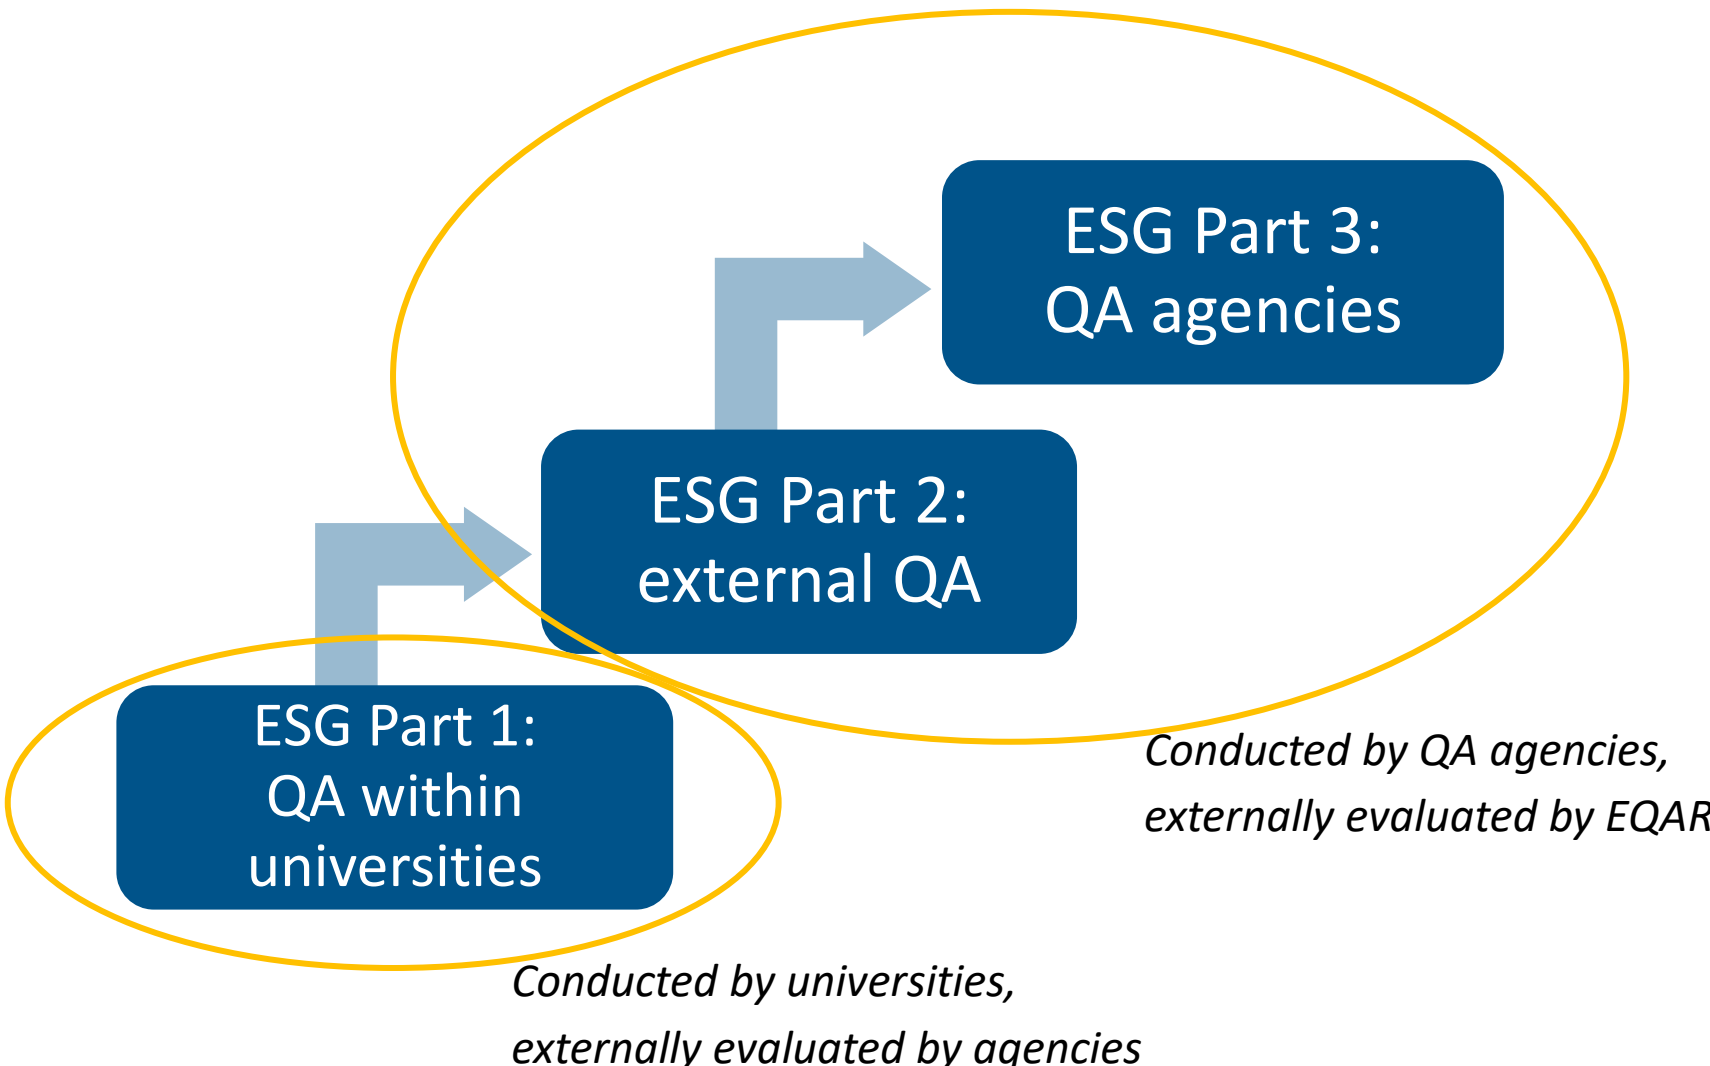 ESG Part 3:
QA agencies
ESG Part 2:
external QA
ESG Part 1:
QA within
universities
Conducted by QA agencies,
externally evaluated by EQAR
Conducted by universities,
externally evaluated by agencies